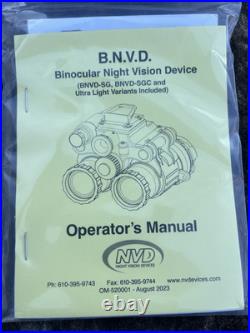 B.N.V.D.
Binocular Night Vision Device
(BNVD-SG, BNVD-SGC and
Ultra Light Variants Included)
Operator's Manual
NVD
NIGHT VISION DEVICES
Ph: 610-395-9743 Fax: 610-395-9744 www.nvdevices.com
OM-520001 - August 2023